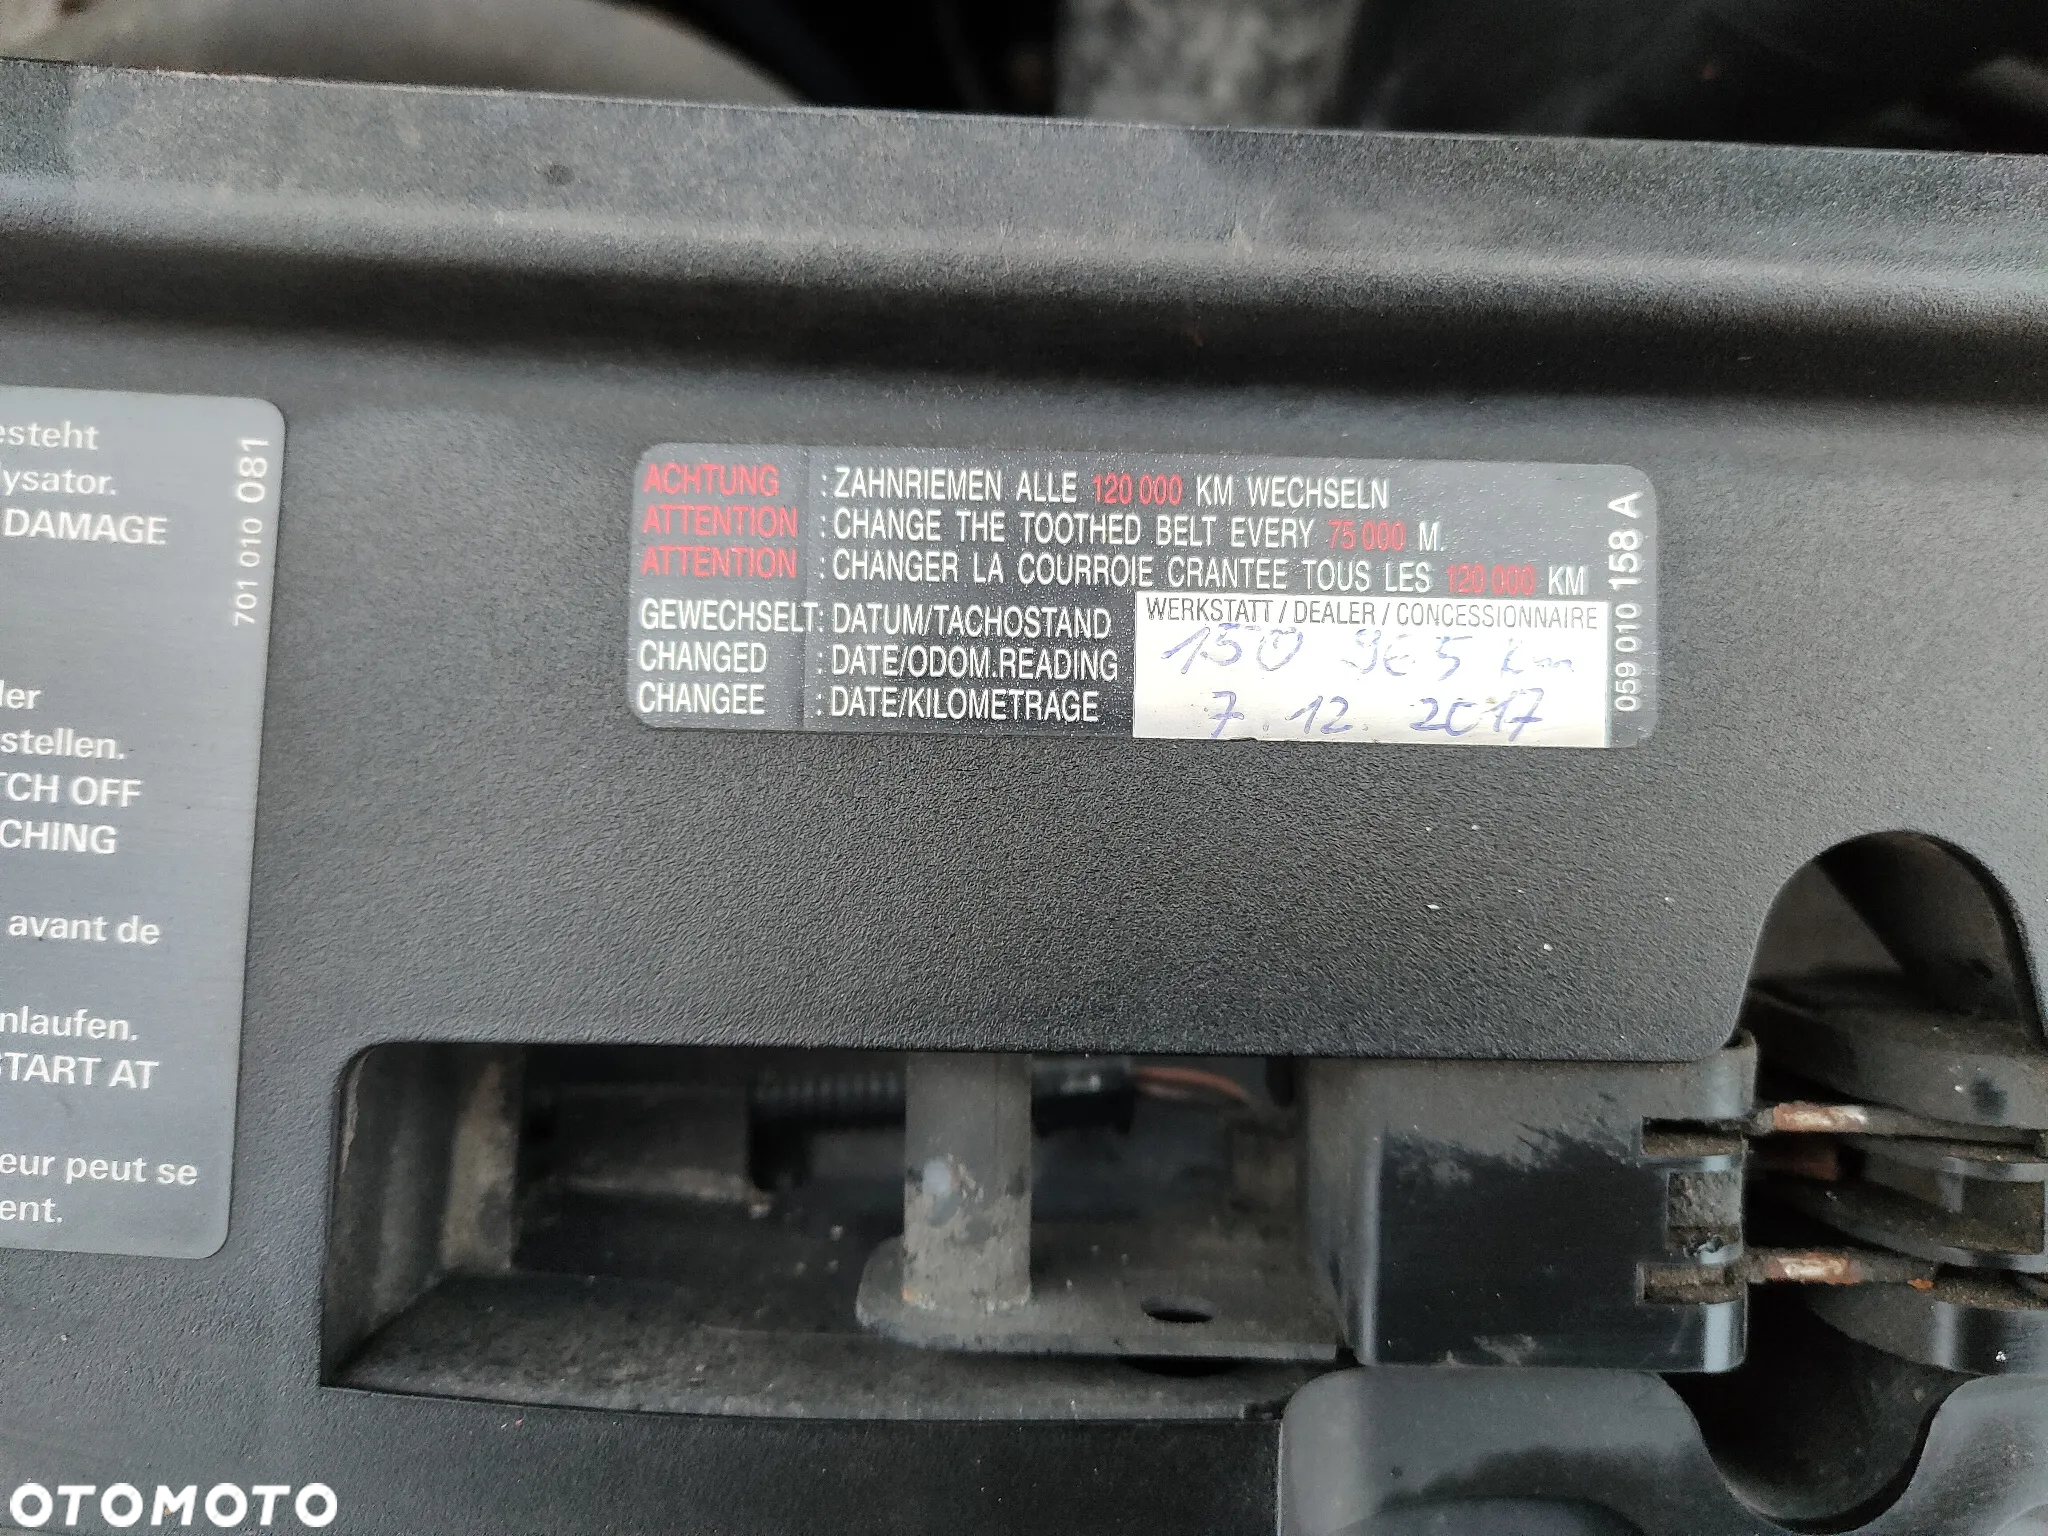 esteht
lysator.
DAMAGE
701 010 081
ler
stellen.
TCH OFF
CHING
avant de
nlaufen.
START AT
eur peut se
ent.
ACHTUNG : ZAHNRIEMEN ALLE 120 000 KM WECHSELN
ATTENTION : CHANGE THE TOOTHED BELT EVERY 75 000 M.
ATTENTION : CHANGER LA COURROIE CRANTEE TOUS LES 120 000 KM
GEWECHSELT: DATUM/TACHOSTAND
CHANGED : DATE/ODOM.READING
CHANGEE : DATE/KILOMETRAGE
WERKSTATT / DEALER / CONCESSIONNAIRE
150 965 km
7.12.2017
059 010 158 A
OTOMOTO